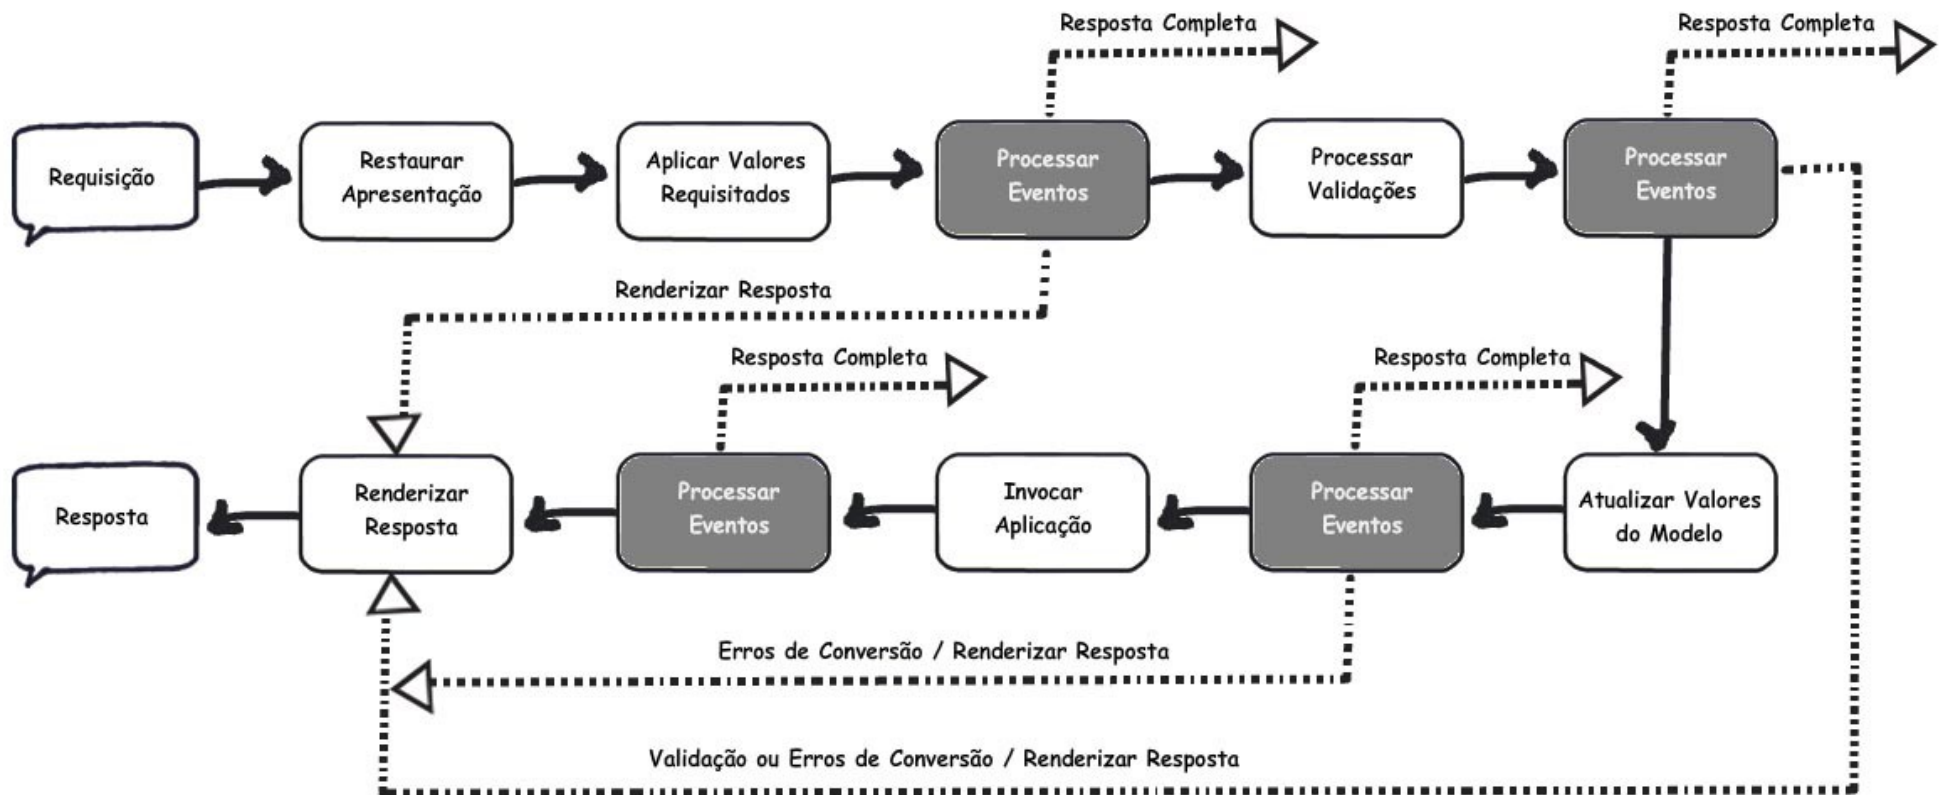 Resposta Completa
Resposta Completa
Requisição
Restaurar
Apresentação
Aplicar Valores
Requisitados
Processar
Eventos
Processar
Validações
Processar
Eventos
Renderizar Resposta
Resposta Completa
Resposta Completa
Resposta
Renderizar
Resposta
Processar
Eventos
Invocar
Aplicação
Processar
Eventos
Atualizar Valores
do Modelo
Erros de Conversão / Renderizar Resposta
Validação ou Erros de Conversão / Renderizar Resposta